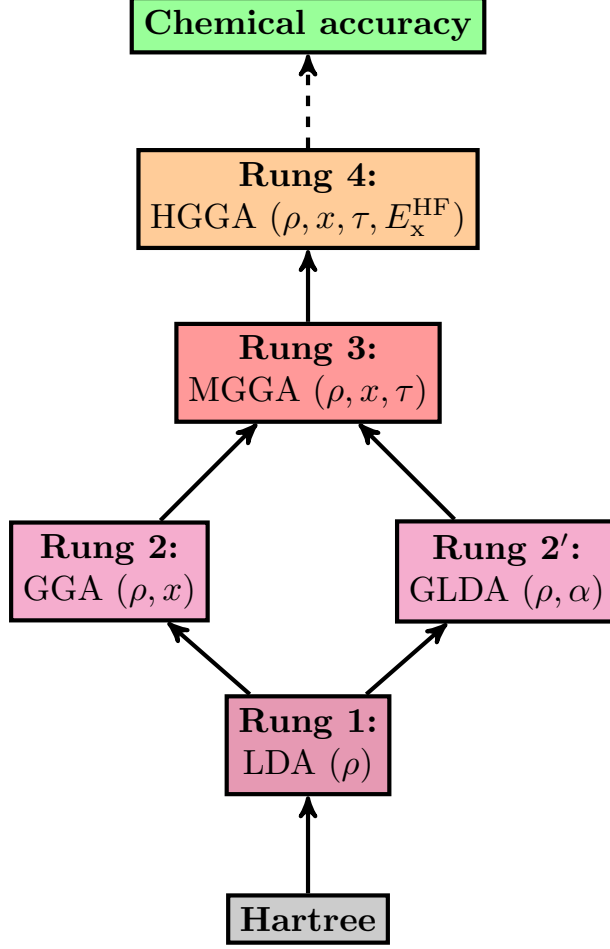 Chemical accuracy
Rung 4:
HGGA (ρ, x, τ, E_x^HF)
Rung 3:
MGGA (ρ, x, τ)
Rung 2:
GGA (ρ, x)
Rung 2′:
GLDA (ρ, α)
Rung 1:
LDA (ρ)
Hartree